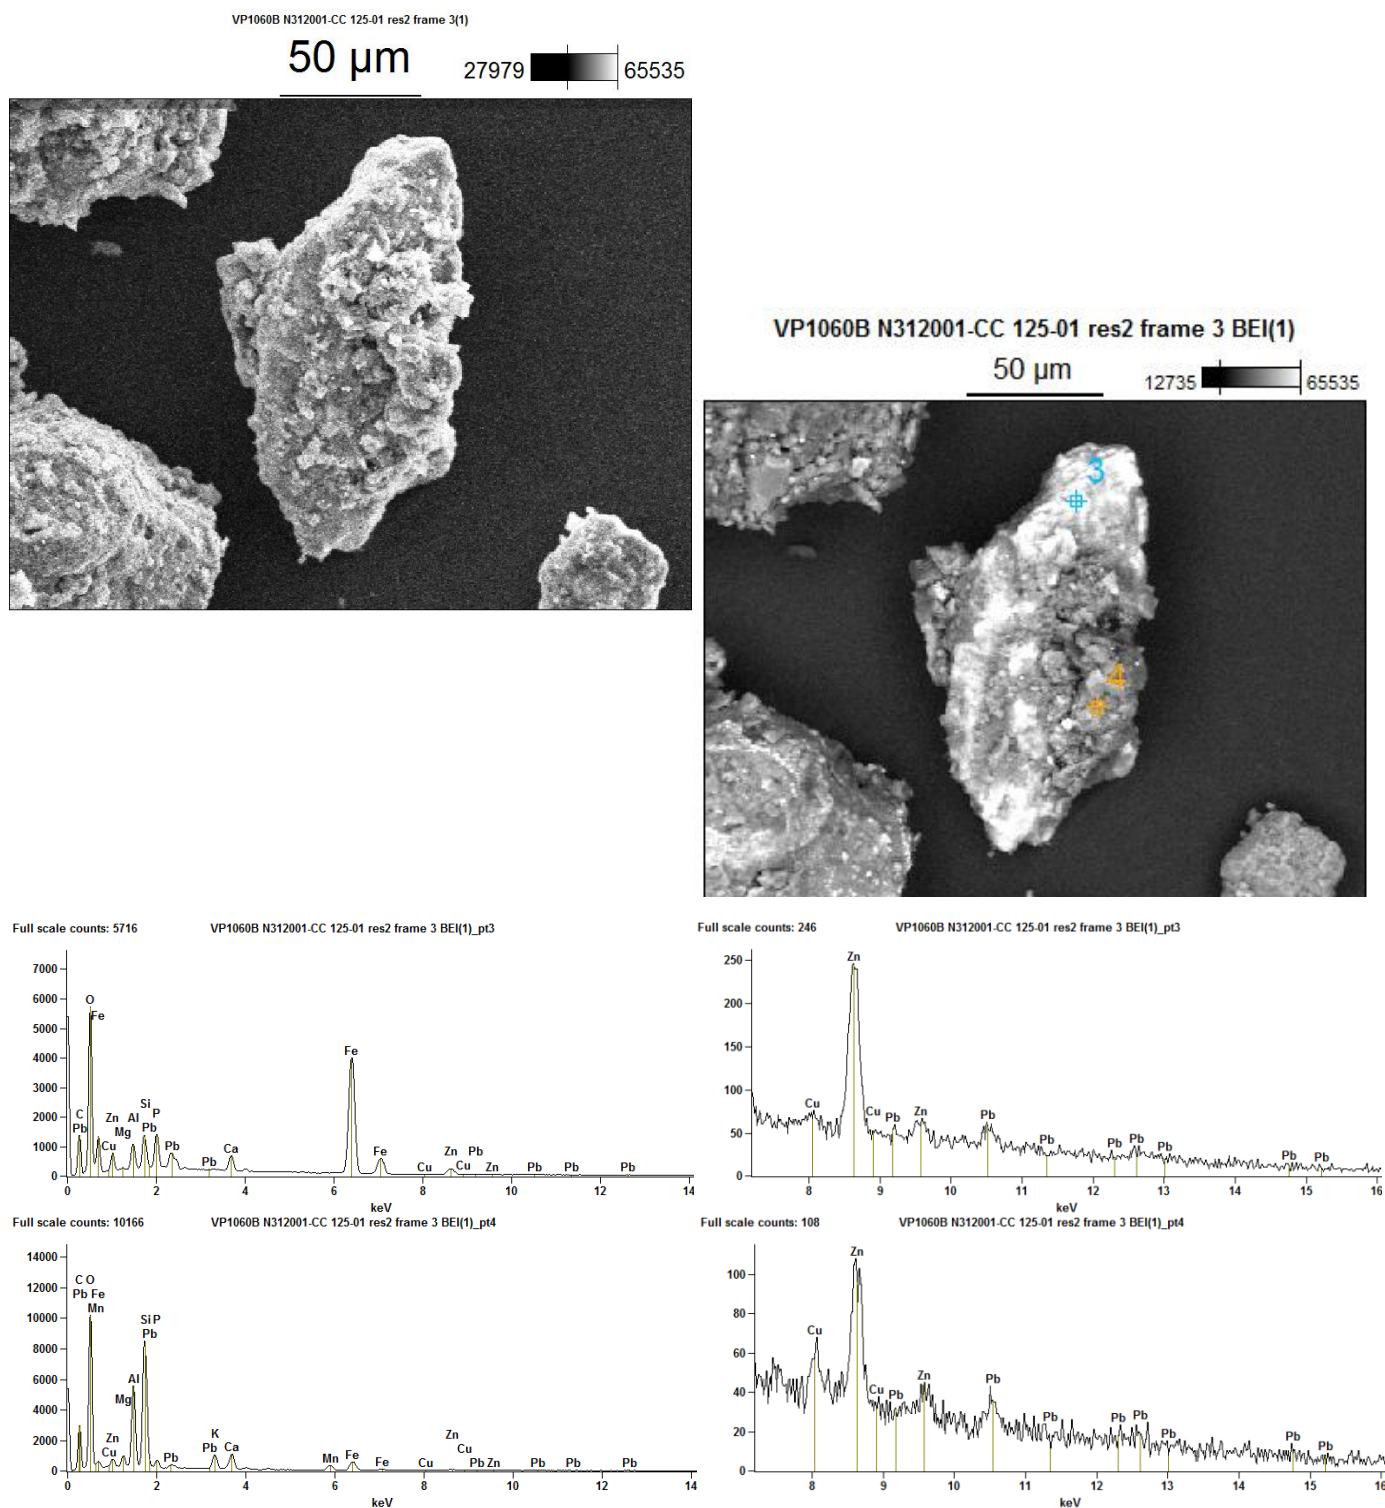 VP1060B N312001-CC 125-01 res2 frame 3(1)
50 µm
27979 65535
VP1060B N312001-CC 125-01 res2 frame 3 BEI(1)
50 µm
12735 65535
3
4
Full scale counts: 5716 VP1060B N312001-CC 125-01 res2 frame 3 BEI(1)_pt3
7000
6000
5000
4000
3000
2000
1000
0
O
Fe
C
Pb
Cu
Zn
Mg
Al
Si
Pb
P
Pb
Pb
Ca
Fe
Fe
Cu
Zn
Cu
Pb
Zn
Pb
Pb
Pb
0 2 4 6 8 10 12 14
keV
Full scale counts: 246 VP1060B N312001-CC 125-01 res2 frame 3 BEI(1)_pt3
250
200
150
100
50
0
Zn
Cu
Cu
Pb
Zn
Pb
Pb
Pb
Pb
Pb
Pb
Pb
8 9 10 11 12 13 14 15 16
keV
Full scale counts: 10166 VP1060B N312001-CC 125-01 res2 frame 3 BEI(1)_pt4
14000
12000
10000
8000
6000
4000
2000
0
C O
Pb Fe
Mn
Zn
Cu
Mg
Al
Si P
Pb
Pb
K
Pb
Ca
Mn
Fe
Fe
Cu
Zn
Cu
Pb
Zn
Pb
Pb
Pb
0 2 4 6 8 10 12 14
keV
Full scale counts: 108 VP1060B N312001-CC 125-01 res2 frame 3 BEI(1)_pt4
100
80
60
40
20
0
Zn
Cu
Cu
Pb
Zn
Pb
Pb
Pb
Pb
Pb
Pb
Pb
8 9 10 11 12 13 14 15 16
keV